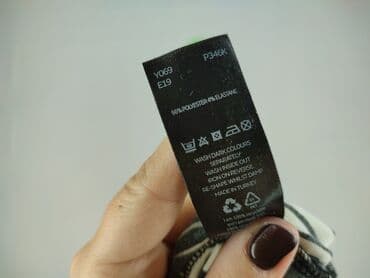 Y069 P346K
E19
96% POLYESTER 4% ELASTANE
WASH DARK COLOURS
SEPARATELY
WASH INSIDE OUT
IRON ON REVERSE
RE-SHAPE WHILST DAMP
MADE IN TURKEY